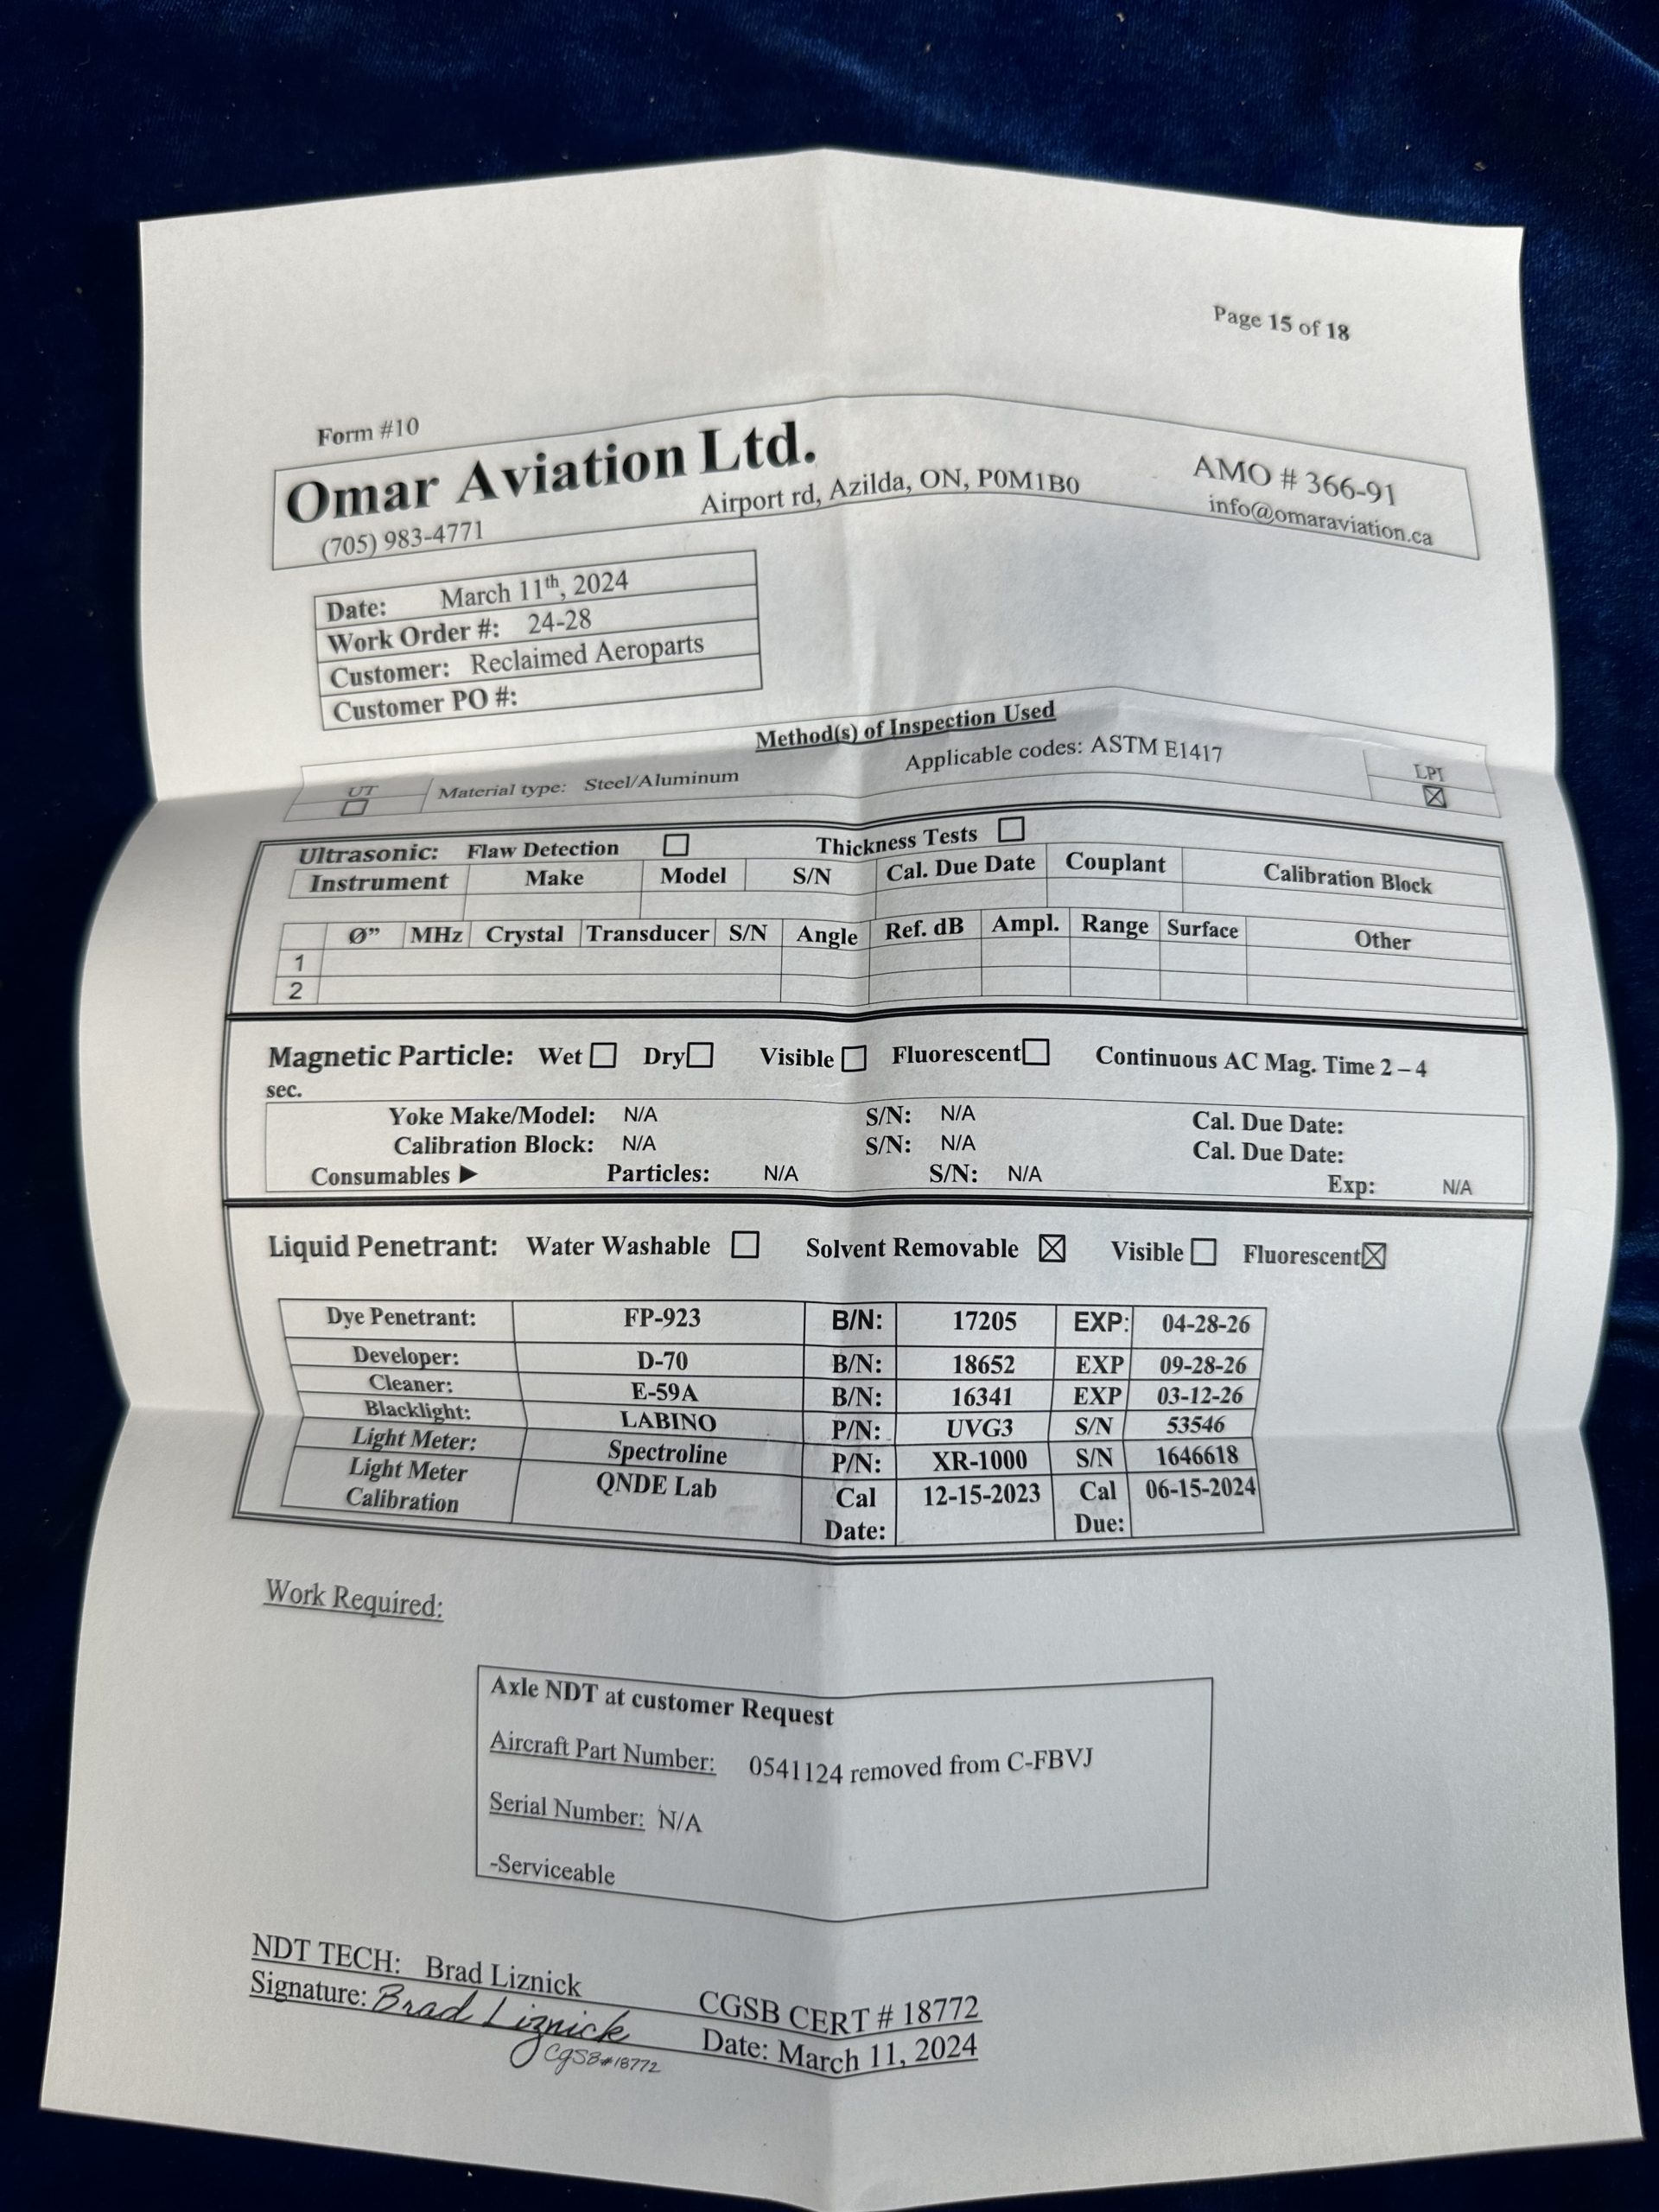 Page 15 of 18
Form #10
Omar Aviation Ltd.
AMO # 366-91
(705) 983-4771 Airport rd, Azilda, ON, P0M1B0 info@omaraviation.ca
Date: March 11th, 2024
Work Order #: 24-28
Customer: Reclaimed Aeroparts
Customer PO #:
Method(s) of Inspection Used
UT Material type: Steel/Aluminum Applicable codes: ASTM E1417 LPI
☐ ☒
Ultrasonic: Flaw Detection ☐ Thickness Tests ☐
Instrument Make Model S/N Cal. Due Date Couplant Calibration Block
Ø” MHz Crystal Transducer S/N Angle Ref. dB Ampl. Range Surface Other
1
2
Magnetic Particle: Wet ☐ Dry ☐ Visible ☐ Fluorescent ☐ Continuous AC Mag. Time 2 – 4
sec.
Yoke Make/Model: N/A S/N: N/A Cal. Due Date:
Calibration Block: N/A S/N: N/A Cal. Due Date:
Consumables ► Particles: N/A S/N: N/A Exp: N/A
Liquid Penetrant: Water Washable ☐ Solvent Removable ☒ Visible ☐ Fluorescent ☒
Dye Penetrant: FP-923 B/N: 17205 EXP: 04-28-26
Developer: D-70 B/N: 18652 EXP 09-28-26
Cleaner: E-59A B/N: 16341 EXP 03-12-26
Blacklight: LABINO P/N: UVG3 S/N 53546
Light Meter: Spectroline P/N: XR-1000 S/N 1646618
Light Meter QNDE Lab Cal 12-15-2023 Cal 06-15-2024
Calibration Date: Due:
Work Required:
Axle NDT at customer Request
Aircraft Part Number: 0541124 removed from C-FBVJ
Serial Number: N/A
-Serviceable
NDT TECH: Brad Liznick CGSB CERT # 18772
Signature: Brad Liznick Date: March 11, 2024
CGSB#18772